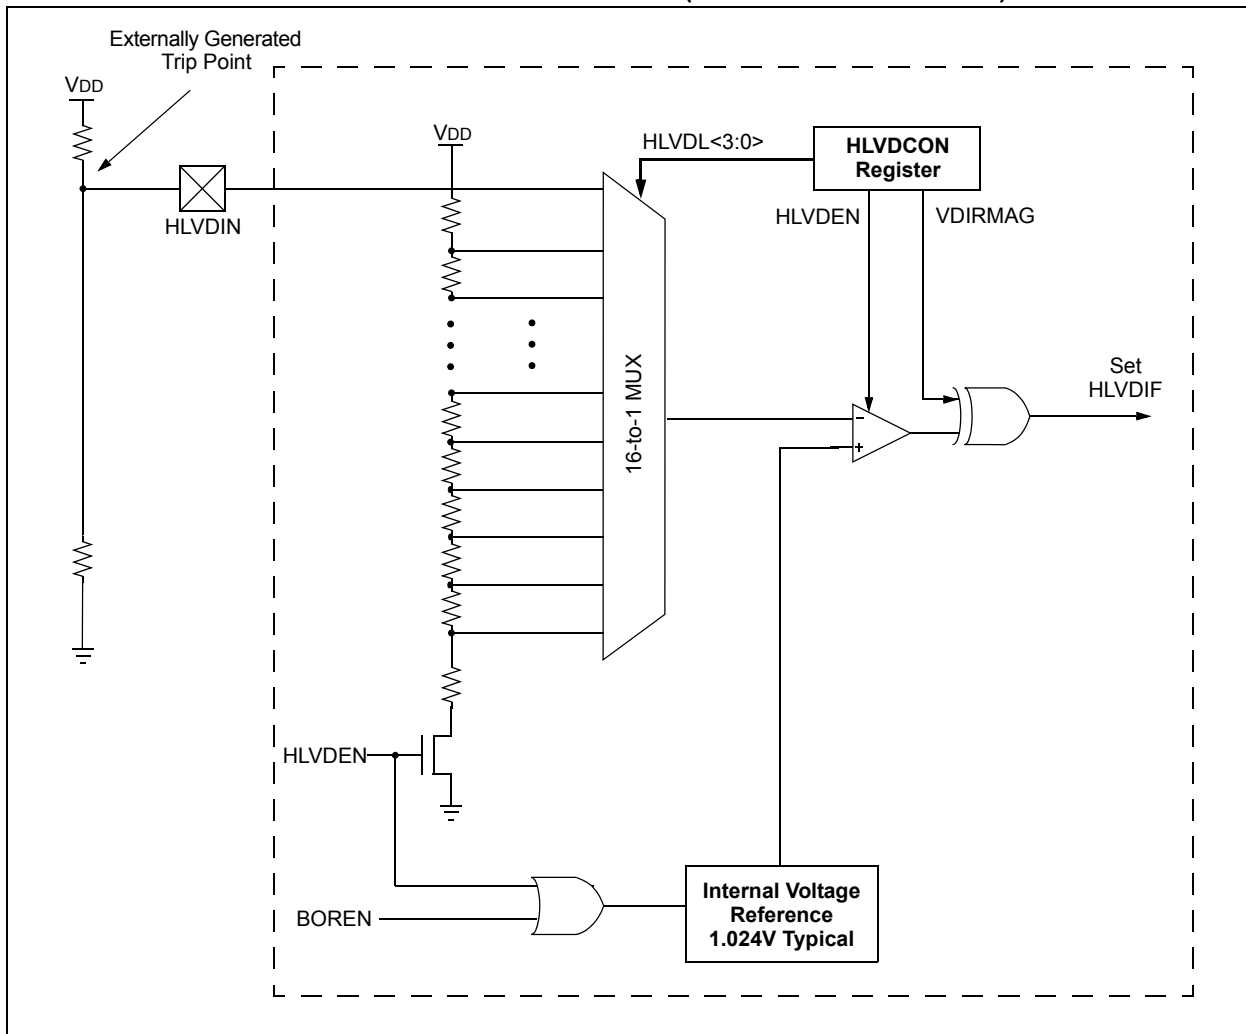 Externally Generated
Trip Point
VDD
HLVDIN
VDD
HLVDL<3:0>
HLVDCON
Register
HLVDEN
VDIRMAG
16-to-1 MUX
-
+
Set
HLVDIF
HLVDEN
BOREN
Internal Voltage
Reference
1.024V Typical